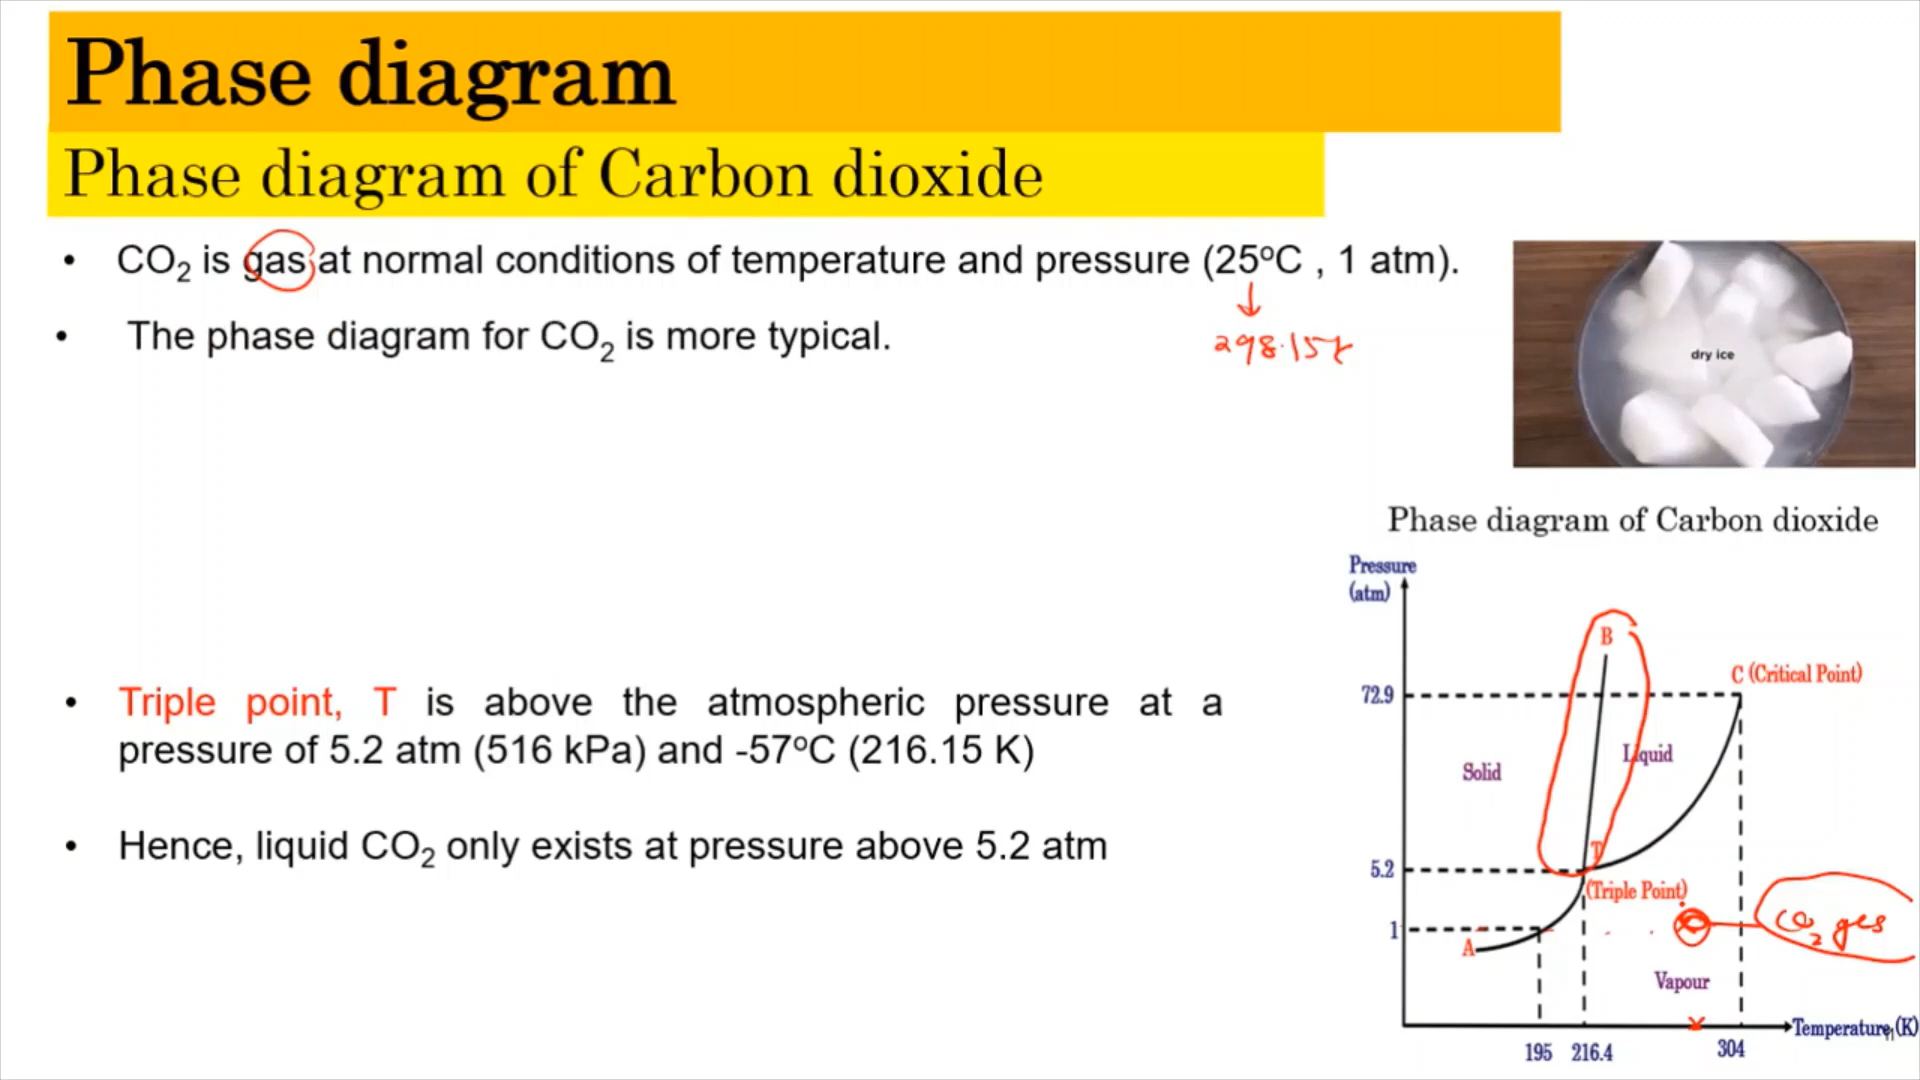 Phase diagram
Phase diagram of Carbon dioxide
• CO₂ is gas at normal conditions of temperature and pressure (25°C , 1 atm).
298.15K
• The phase diagram for CO₂ is more typical.
dry ice
• Triple point, T is above the atmospheric pressure at a
pressure of 5.2 atm (516 kPa) and -57°C (216.15 K)
• Hence, liquid CO₂ only exists at pressure above 5.2 atm
Phase diagram of Carbon dioxide
Pressure
(atm)
B
C (Critical Point)
72.9
Liquid
Solid
T
5.2
(Triple Point)
CO₂ gas
1
A
Vapour
Temperature (K)
195 216.4 304